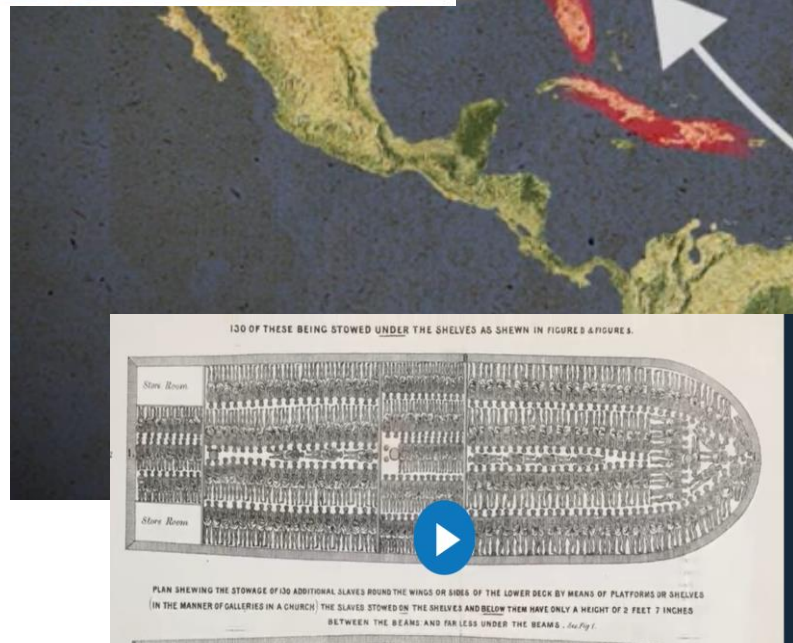 130 OF THESE BEING STOWED UNDER THE SHELVES AS SHEWN IN FIGURE D & FIGURE S.
Store Room
Store Room
PLAN SHEWING THE STOWAGE OF 130 ADDITIONAL SLAVES ROUND THE WINGS OR SIDES OF THE LOWER DECK BY MEANS OF PLATFORMS OR SHELVES
(IN THE MANNER OF GALLERIES IN A CHURCH) THE SLAVES STOWED ON THE SHELVES AND BELOW THEM HAVE ONLY A HEIGHT OF 2 FEET 7 INCHES
BETWEEN THE BEAMS AND FAR LESS UNDER THE BEAMS. See Fig 1.